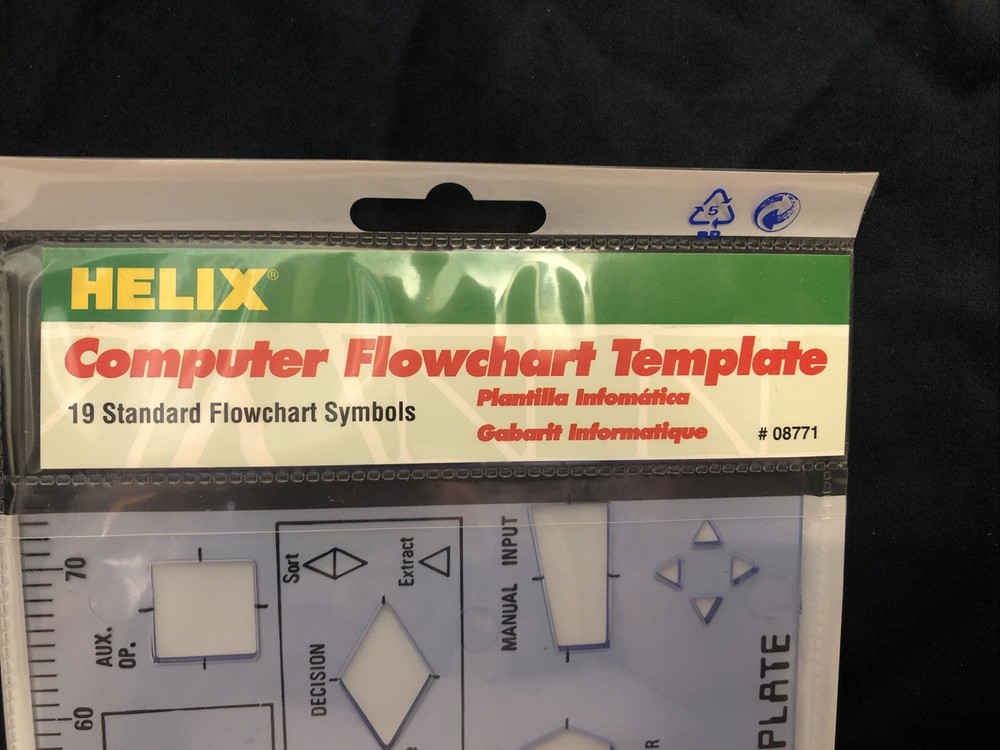 5
PP
HELIX®
Computer Flowchart Template
19 Standard Flowchart Symbols
Plantilla Infomática
Gabarit Informatique
# 08771
70
60
AUX.
OP.
Sort
Extract
DECISION
MANUAL INPUT
PLATE